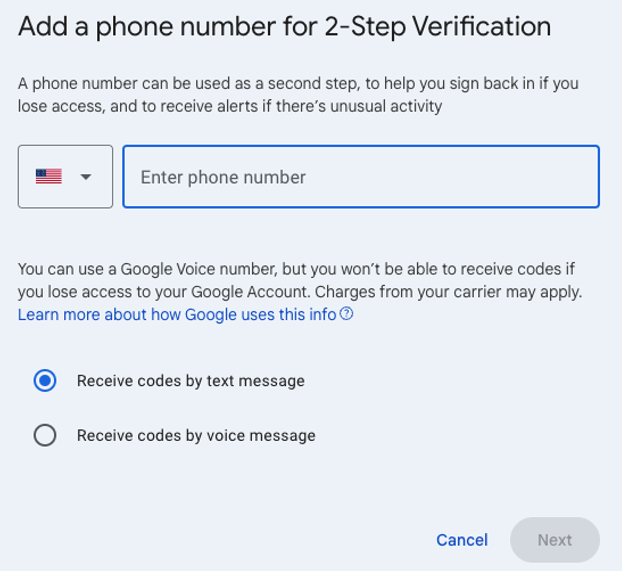 Add a phone number for 2-Step Verification
A phone number can be used as a second step, to help you sign back in if you
lose access, and to receive alerts if there’s unusual activity
Enter phone number
You can use a Google Voice number, but you won’t be able to receive codes if
you lose access to your Google Account. Charges from your carrier may apply.
Learn more about how Google uses this info
Receive codes by text message
Receive codes by voice message
Cancel Next